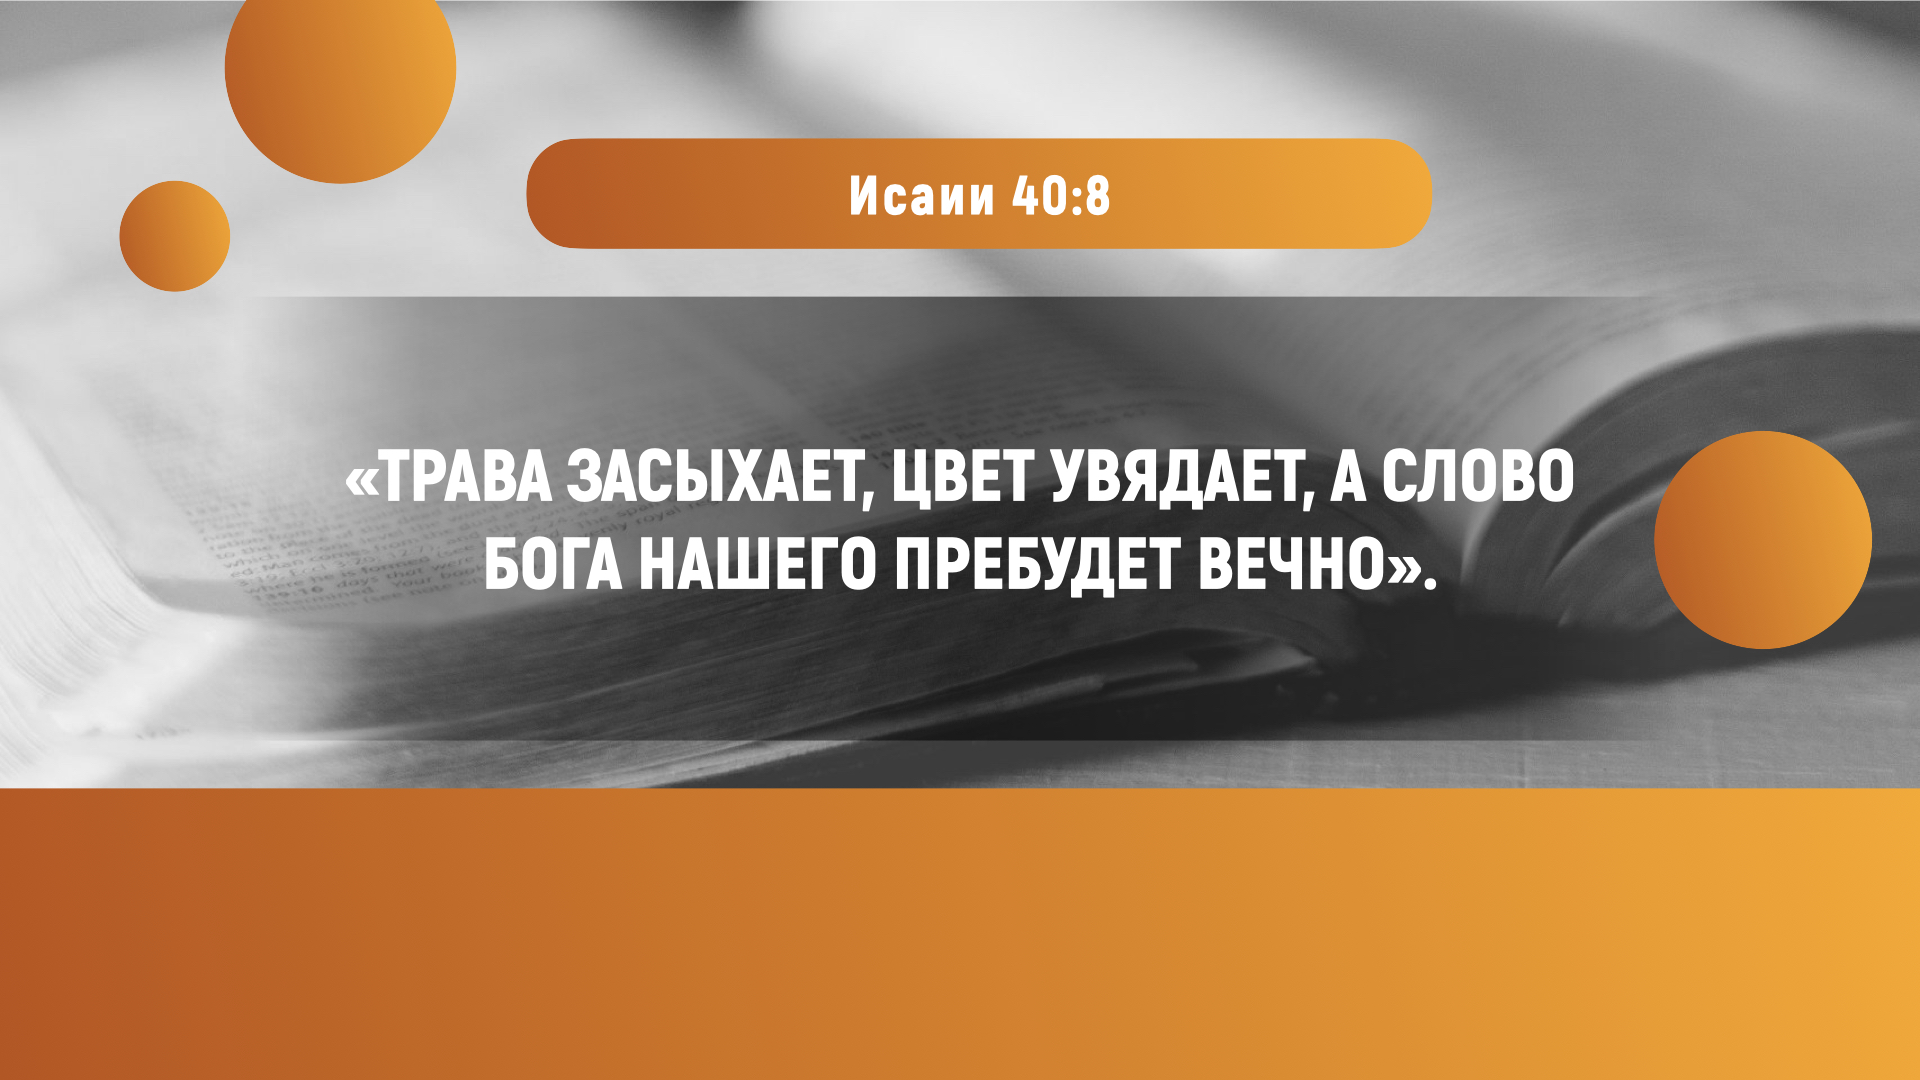 Исаии 40:8
«ТРАВА ЗАСЫХАЕТ, ЦВЕТ УВЯДАЕТ, А СЛОВО
БОГА НАШЕГО ПРЕБУДЕТ ВЕЧНО».